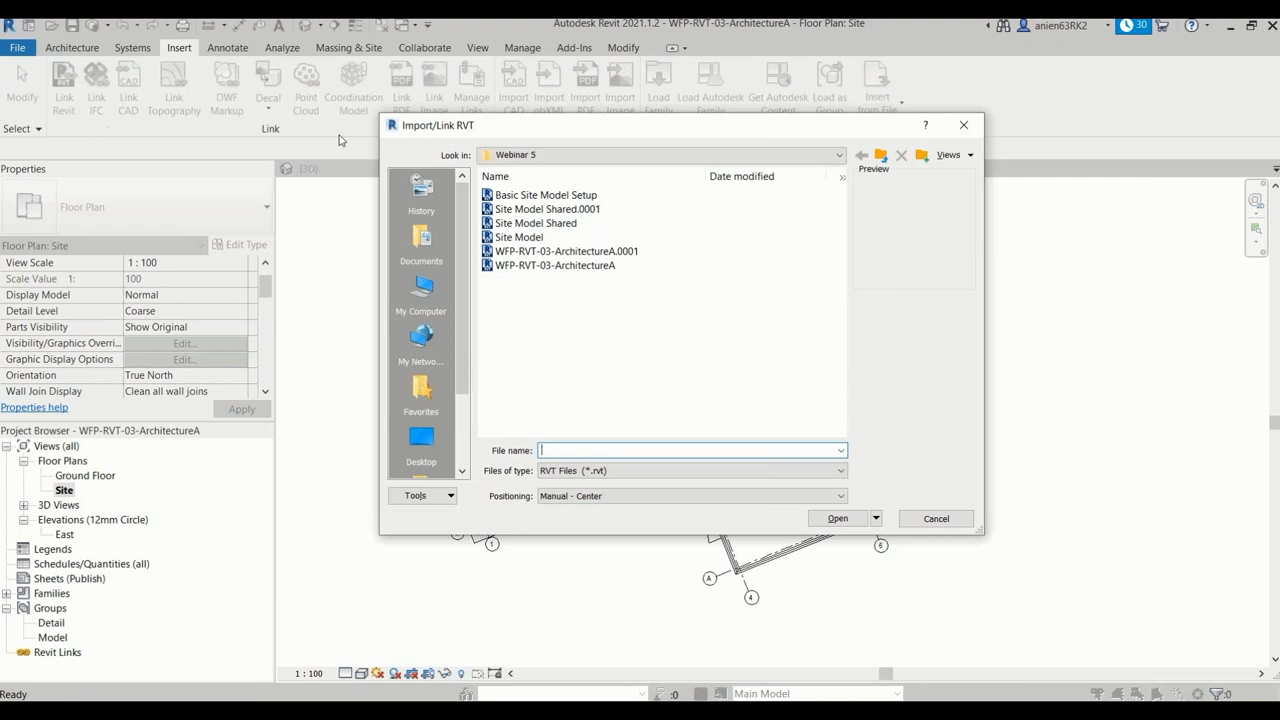 Autodesk Revit 2021.1.2 - WFP-RVT-03-ArchitectureA - Floor Plan: Site
anien63RK2
30
File Architecture Systems Insert Annotate Analyze Massing & Site Collaborate View Manage Add-Ins Modify
Modify
Link Revit
Link IFC
Link CAD
Link Topography
DWF Markup
Decal
Point Cloud
Coordination Model
Link PDF
Link Image
Manage Links
Import CAD
Import gbXML
Import PDF
Import Image
Load Family
Load Autodesk Family
Get Autodesk Content
Load as Group
Insert from File
Select
Link
Import/Link RVT
Look in: Webinar 5
Views
Name Date modified
Preview
Basic Site Model Setup
Site Model Shared.0001
Site Model Shared
Site Model
WFP-RVT-03-ArchitectureA.0001
WFP-RVT-03-ArchitectureA
History
Documents
My Computer
My Netwo...
Favorites
Desktop
File name:
Files of type: RVT Files (*.rvt)
Tools
Positioning: Manual - Center
Open
Cancel
Properties
{3D}
Floor Plan
Floor Plan: Site
Edit Type
View Scale 1 : 100
Scale Value 1: 100
Display Model Normal
Detail Level Coarse
Parts Visibility Show Original
Visibility/Graphics Overri... Edit...
Graphic Display Options Edit...
Orientation True North
Wall Join Display Clean all wall joins
Properties help
Apply
Project Browser - WFP-RVT-03-ArchitectureA
Views (all)
Floor Plans
Ground Floor
Site
3D Views
Elevations (12mm Circle)
East
Legends
Schedules/Quantities (all)
Sheets (Publish)
Families
Groups
Detail
Model
Revit Links
1
6
A
4
1 : 100
Ready
:0
Main Model
:0